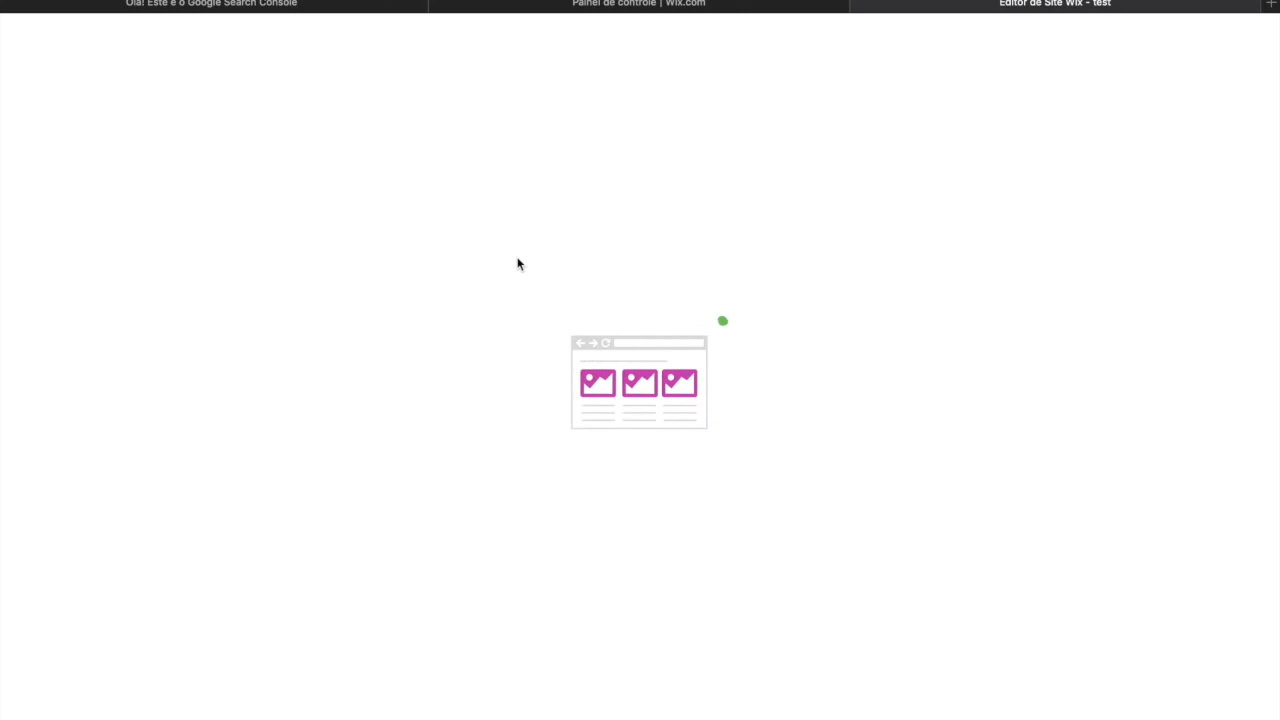 Olá! Este é o Google Search Console
Painel de controle | Wix.com
Editor de Site Wix - test